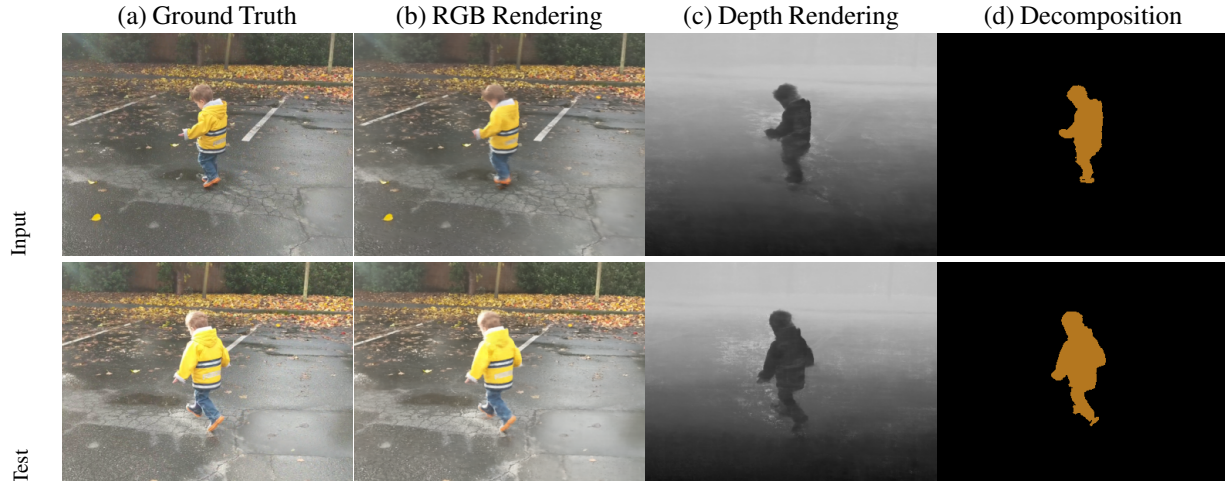 (a) Ground Truth
(b) RGB Rendering
(c) Depth Rendering
(d) Decomposition
Input
Test